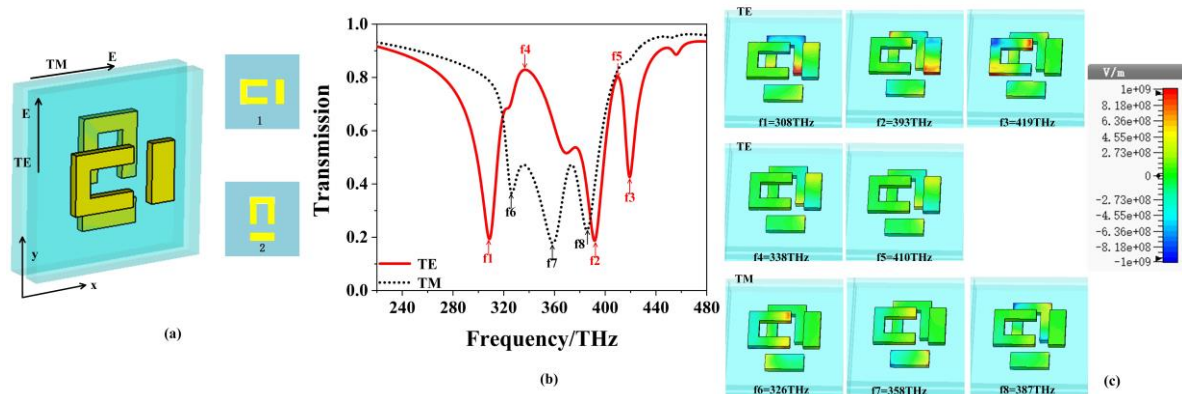 E
TM
E
TE
y
x
1
2
(a)
Transmission
1.0
0.8
0.6
0.4
0.2
0.0
f4
f5
f6
f3
f8
f1
f7
f2
TE
TM
240 280 320 360 400 440 480
Frequency/THz
(b)
TE
f1=308THz f2=393THz f3=419THz
TE
f4=338THz f5=410THz
TM
f6=326THz f7=358THz f8=387THz
V/m
1e+09
8.18e+08
6.36e+08
4.55e+08
2.73e+08
0
-2.73e+08
-4.55e+08
-6.36e+08
-8.18e+08
-1e+09
(c)